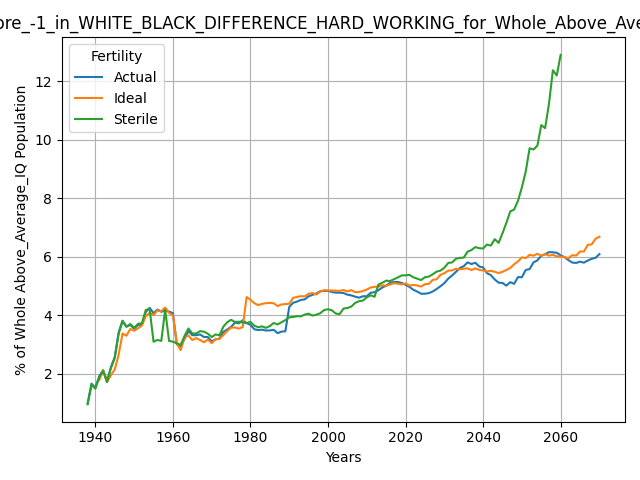 ore_-1_in_WHITE_BLACK_DIFFERENCE_HARD_WORKING_for_Whole_Above_Ave
Fertility
Actual
Ideal
Sterile
% of Whole Above_Average_IQ Population
12
10
8
6
4
2
1940 1960 1980 2000 2020 2040 2060
Years